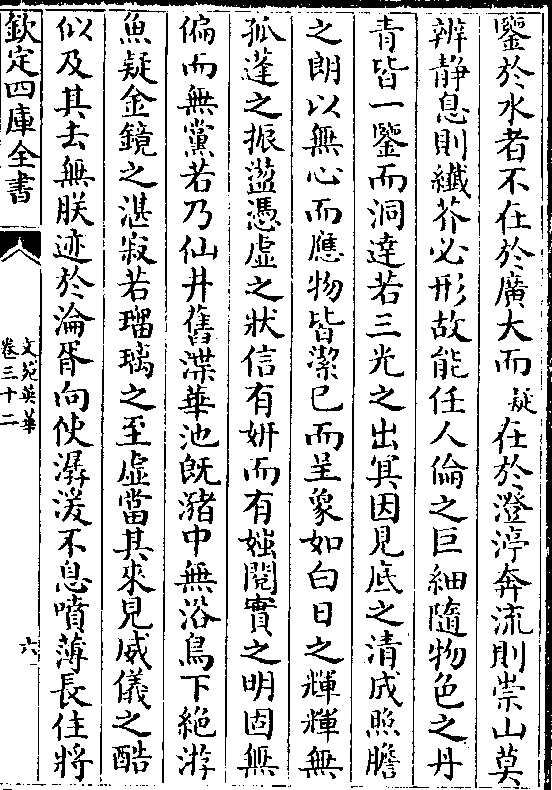 鑒於水者不在於廣大而疑在於澄渟奔流則崇山莫
辨静息則纖芥必形故能任人倫之巨細隨物色之丹
青皆一鑒而洞達若三光之出冥因見底之清成照膽
之朗以無心而應物皆潔已而呈象如白日之輝輝無
孤蓬之振盪憑虛之狀信有妍而有媸閱實之明固無
偏而無黨若乃仙井舊渫華池既瀦中無浴鳥下絶游
魚疑金鏡之湛寂若瑠璃之至虛當其來見威儀之酷
似及其去無朕迹於淪胥向使潺湲不息噴薄長往將
欽定四庫全書
文苑英華
卷三十二
六